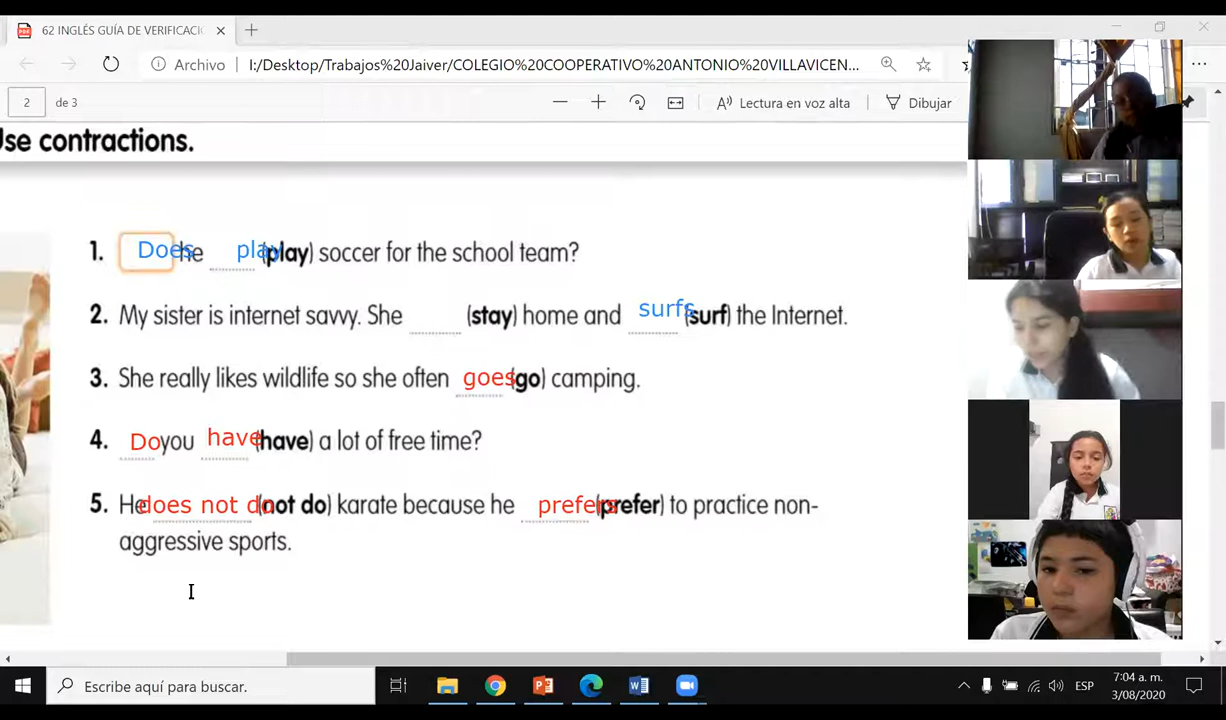 62 INGLÉS GUÍA DE VERIFICACI
Archivo I:/Desktop/Trabajos%20Jaiver/COLEGIO%20COOPERATIVO%20ANTONIO%20VILLAVICEN...
2 de 3 Lectura en voz alta Dibujar
Use contractions.
1. Does he play (play) soccer for the school team?
2. My sister is internet savvy. She (stay) home and surfs (surf) the Internet.
3. She really likes wildlife so she often goes (go) camping.
4. Do you have (have) a lot of free time?
5. He does not do (not do) karate because he prefers (prefer) to practice non-
aggressive sports.
Escribe aquí para buscar.
ESP
7:04 a. m.
3/08/2020